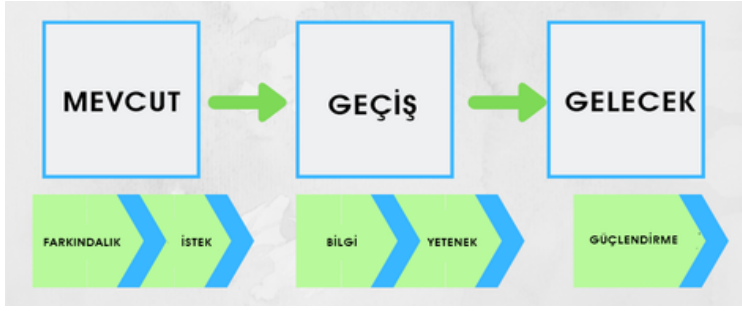 MEVCUT
GEÇİŞ
GELECEK
FARKINDALIK
İSTEK
BİLGİ
YETENEK
GÜÇLENDİRME